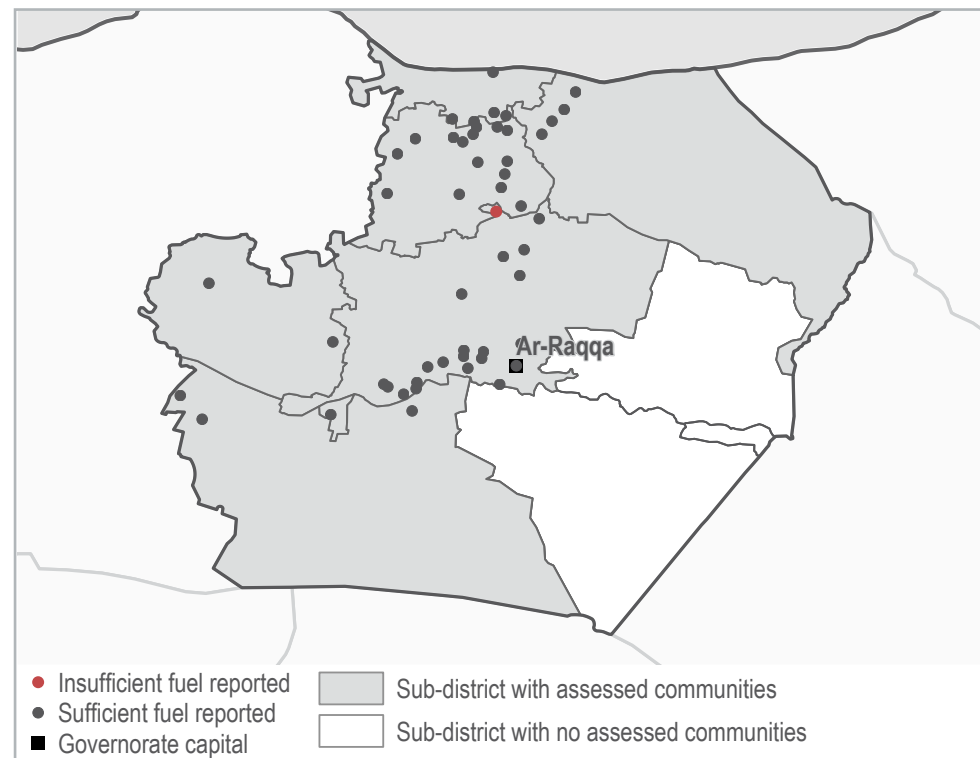 Ar-Raqqa
Insufficient fuel reported
Sufficient fuel reported
Governorate capital
Sub-district with assessed communities
Sub-district with no assessed communities